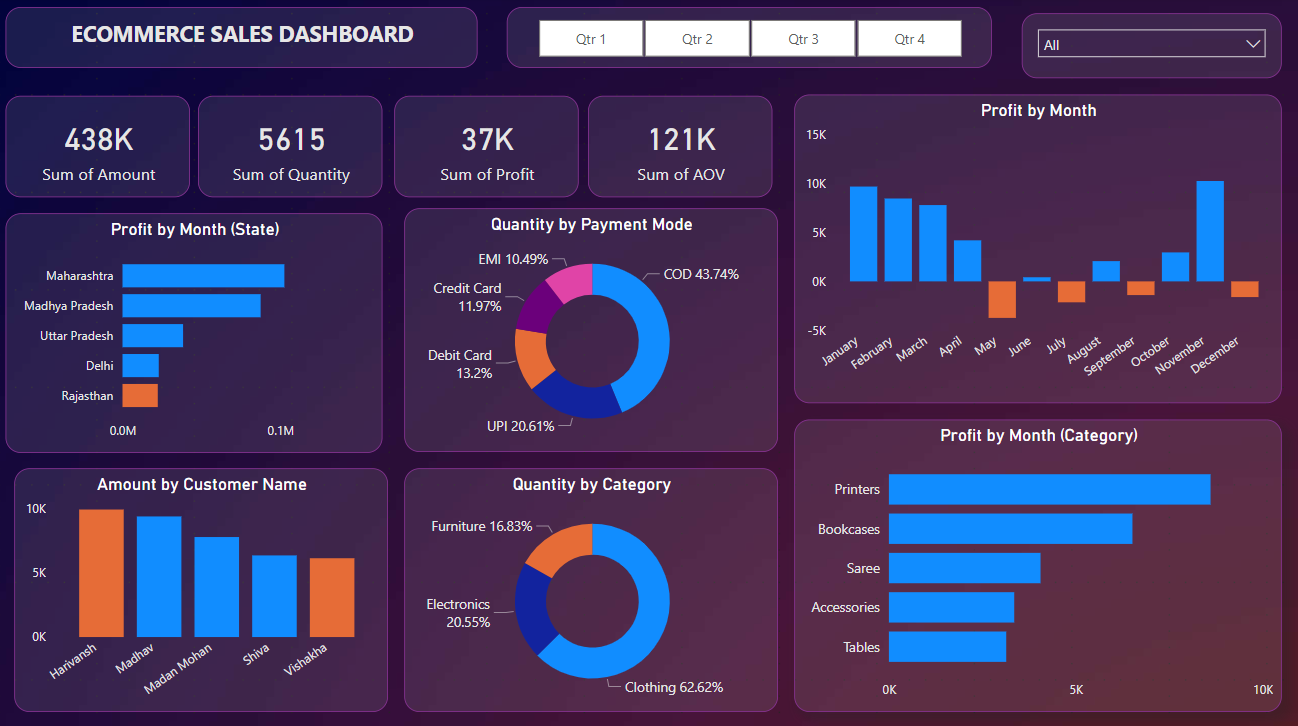 ECOMMERCE SALES DASHBOARD
Qtr 1
Qtr 2
Qtr 3
Qtr 4
All
438K
Sum of Amount
5615
Sum of Quantity
37K
Sum of Profit
121K
Sum of AOV
Profit by Month
15K
10K
5K
0K
-5K
January
February
March
April
May
June
July
August
September
October
November
December
Profit by Month (State)
Maharashtra
Madhya Pradesh
Uttar Pradesh
Delhi
Rajasthan
0.0M
0.1M
Quantity by Payment Mode
EMI 10.49%
COD 43.74%
Credit Card
11.97%
Debit Card
13.2%
UPI 20.61%
Profit by Month (Category)
Printers
Bookcases
Saree
Accessories
Tables
0K
5K
10K
Amount by Customer Name
10K
5K
0K
Harivansh
Madhav
Madan Mohan
Shiva
Vishakha
Quantity by Category
Furniture 16.83%
Electronics
20.55%
Clothing 62.62%